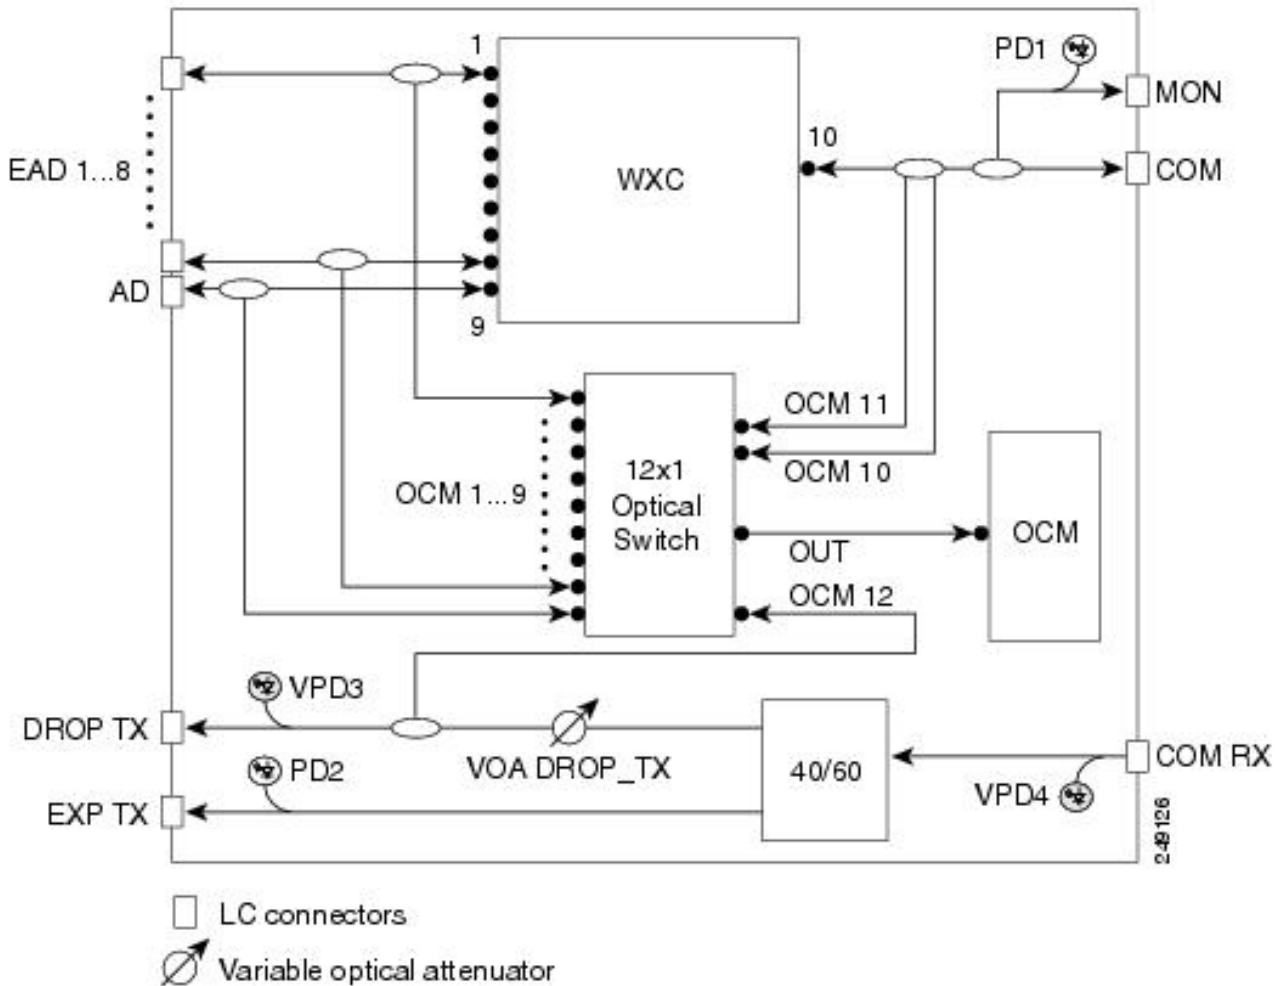 PD1
1
MON
10
EAD 1...8
WXC
COM
AD
9
OCM 11
12x1
Optical
Switch
OCM 10
OCM 1...9
OCM
OUT
OCM 12
VPD3
DROP TX
VOA DROP_TX
40/60
COM RX
PD2
VPD4
EXP TX
249126
LC connectors
Variable optical attenuator